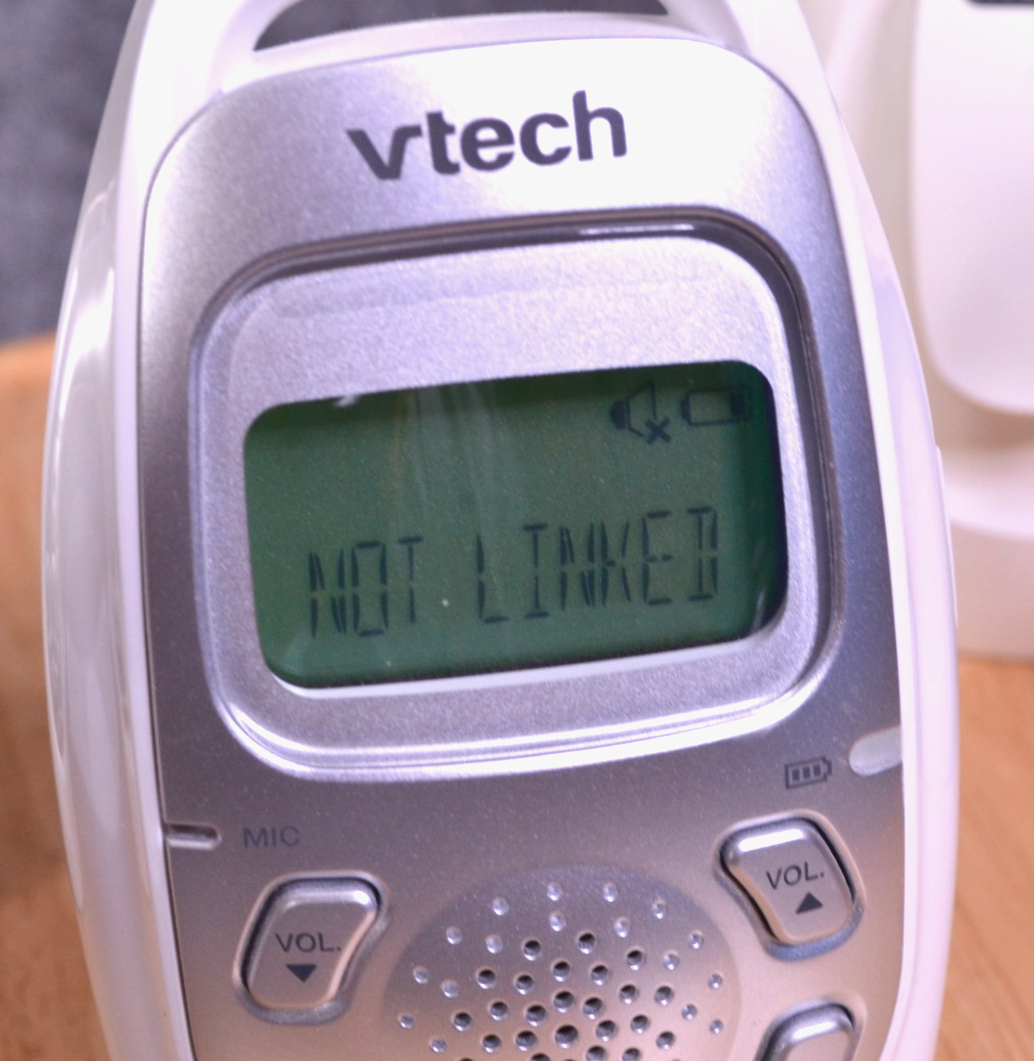 vtech
NOT LINKED
MIC
VOL.
VOL.